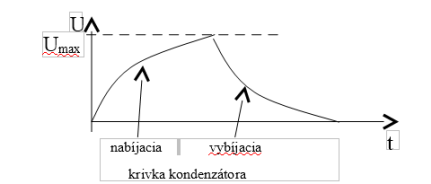 U
Umax
t
nabíjacia vybíjacia
krivka kondenzátora